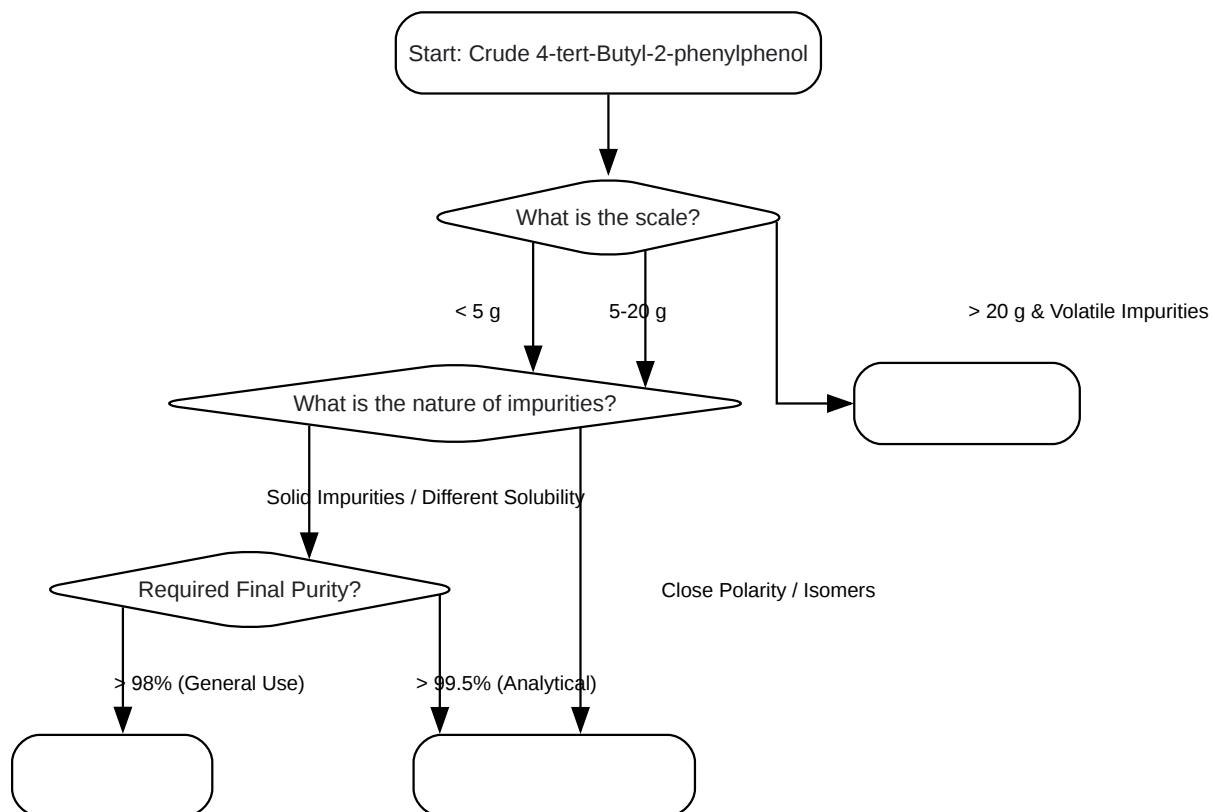 Start: Crude 4-tert-Butyl-2-phenylphenol
What is the scale?
< 5 g
5-20 g
> 20 g & Volatile Impurities
What is the nature of impurities?
Solid Impurities / Different Solubility
Required Final Purity?
Close Polarity / Isomers
> 98% (General Use)
> 99.5% (Analytical)